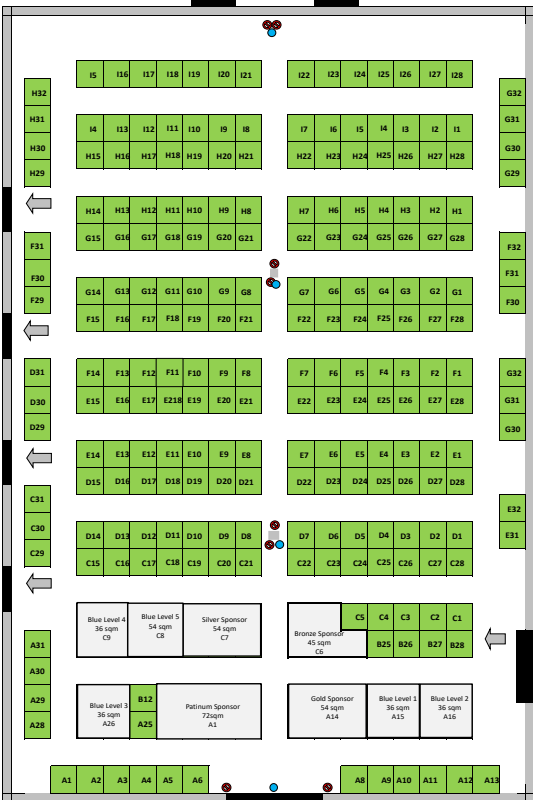 I5 I16 I17 I18 I19 I20 I21 I22 I23 I24 I25 I26 I27 I28
H32 G32
H31 G31
I4 I13 I12 I11 I10 I9 I8 I7 I6 I5 I4 I3 I2 I1
H30 G30
H15 H16 H17 H18 H19 H20 H21 H22 H23 H24 H25 H26 H27 H28
H29 G29
H14 H13 H12 H11 H10 H9 H8 H7 H6 H5 H4 H3 H2 H1
G15 G16 G17 G18 G19 G20 G21 G22 G23 G24 G25 G26 G27 G28
F31 F32
F30 F31
G14 G13 G12 G11 G10 G9 G8 G7 G6 G5 G4 G3 G2 G1
F29 F30
F15 F16 F17 F18 F19 F20 F21 F22 F23 F24 F25 F26 F27 F28
D31 F14 F13 F12 F11 F10 F9 F8 F7 F6 F5 F4 F3 F2 F1 G32
D30 E15 E16 E17 E218 E19 E20 E21 E22 E23 E24 E25 E26 E27 E28 G31
D29 G30
E14 E13 E12 E11 E10 E9 E8 E7 E6 E5 E4 E3 E2 E1
D15 D16 D17 D18 D19 D20 D21 D22 D23 D24 D25 D26 D27 D28
C31 E32
C30 D14 D13 D12 D11 D10 D9 D8 D7 D6 D5 D4 D3 D2 D1 E31
C29 C15 C16 C17 C18 C19 C20 C21 C22 C23 C24 C25 C26 C27 C28
Blue Level 4
36 sqm
C9
Blue Level 5
54 sqm
C8
Silver Sponsor
54 sqm
C7
Bronze Sponsor
45 sqm
C6
C5 C4 C3 C2 C1
B25 B26 B27 B28
A31
A30
A29
A28
Blue Level 3
36 sqm
A26
B12
A25
Patinum Sponsor
72sqm
A1
Gold Sponsor
54 sqm
A14
Blue Level 1
36 sqm
A15
Blue Level 2
36 sqm
A16
A1 A2 A3 A4 A5 A6 A8 A9 A10 A11 A12 A13